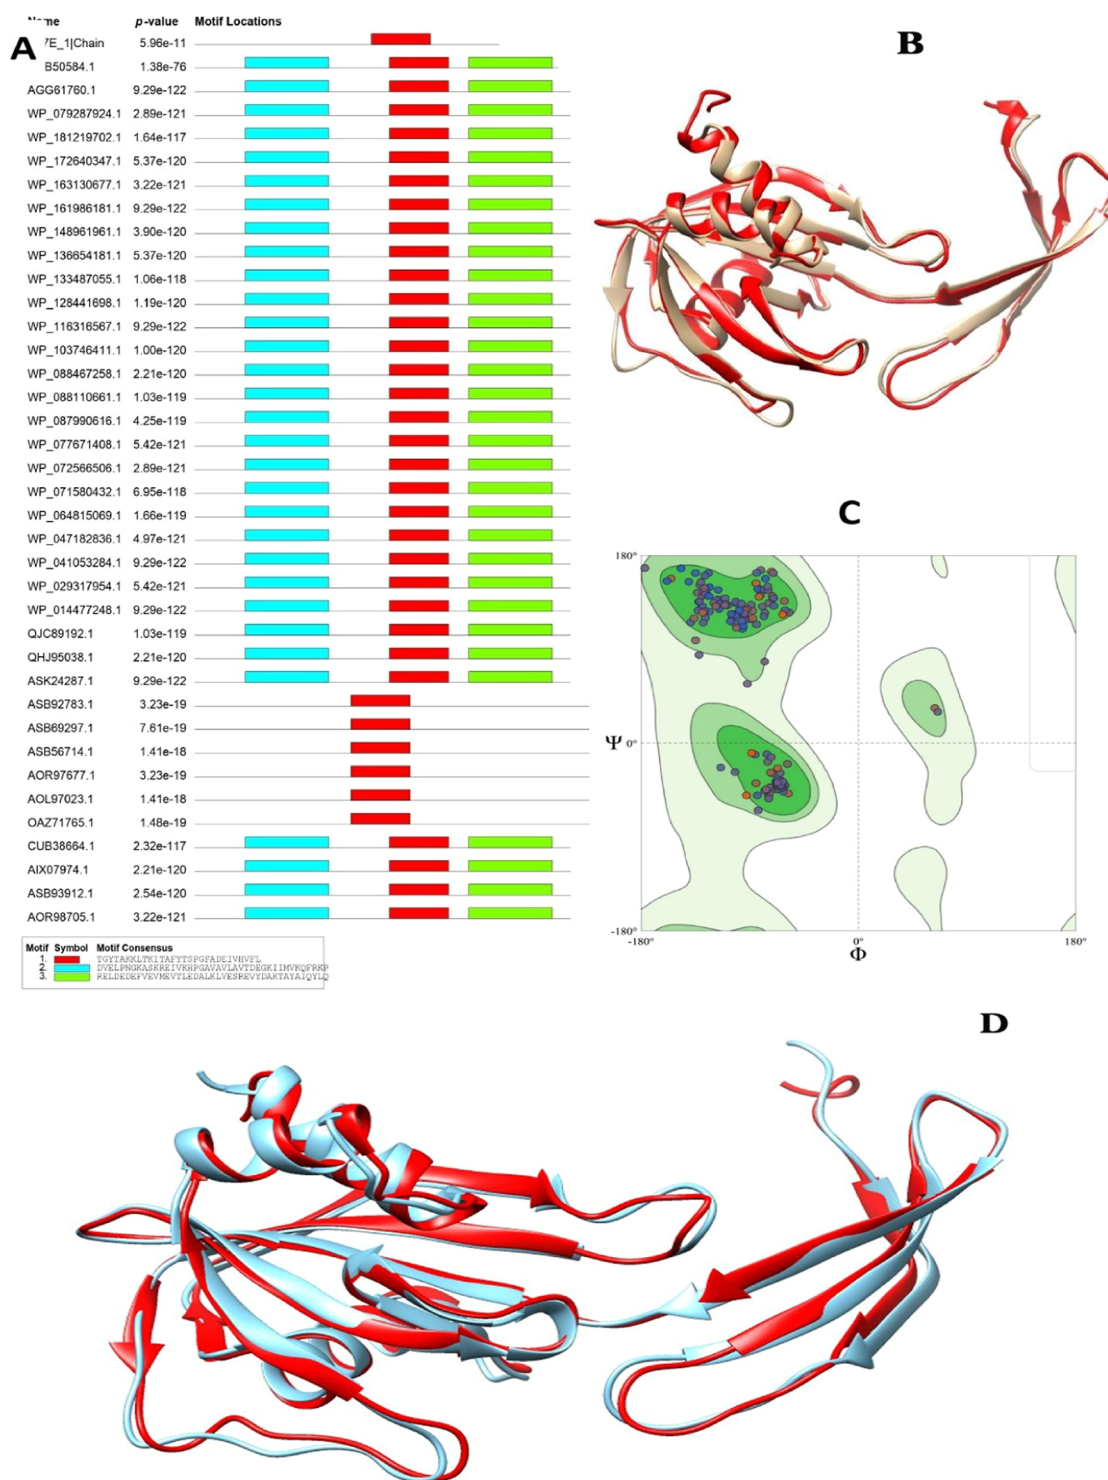 A
p-value Motif Locations
7E_1|Chain 5.96e-11
B50584.1 1.38e-76
AGG61760.1 9.29e-122
WP_079287924.1 2.89e-121
WP_181219702.1 1.64e-117
WP_172640347.1 5.37e-120
WP_163130677.1 3.22e-121
WP_161986181.1 9.29e-122
WP_148961961.1 3.90e-120
WP_136654181.1 5.37e-120
WP_133487055.1 1.06e-118
WP_128441698.1 1.19e-120
WP_116316567.1 9.29e-122
WP_103746411.1 1.00e-120
WP_088467258.1 2.21e-120
WP_088110661.1 1.03e-119
WP_087990616.1 4.25e-119
WP_077671408.1 5.42e-121
WP_072566506.1 2.89e-121
WP_071580432.1 6.95e-118
WP_064815069.1 1.66e-119
WP_047182836.1 4.97e-121
WP_041053284.1 9.29e-122
WP_029317954.1 5.42e-121
WP_014477248.1 9.29e-122
QJC89192.1 1.03e-119
QHJ95038.1 2.21e-120
ASK24287.1 9.29e-122
ASB92783.1 3.23e-19
ASB69297.1 7.61e-19
ASB56714.1 1.41e-18
AOR97677.1 3.23e-19
AOL97023.1 1.41e-18
OAZ71765.1 1.48e-19
CUB38664.1 2.32e-117
AIX07974.1 2.21e-120
ASB93912.1 2.54e-120
AOR98705.1 3.22e-121
Motif Symbol Motif Consensus
1. TGYTAKKLTKITAFYTSPGFADEIVHVFL
2. DVELPNGKASKREIVKHPGAVAVLAVTDEGKIIMVKQFRKP
3. RELDEDEFVEVMEVTLEDALKLVESREVYDAKTAYAIQYLQ
B
C
180°
Ψ 0°
-180°
-180° 0° 180°
Φ
D